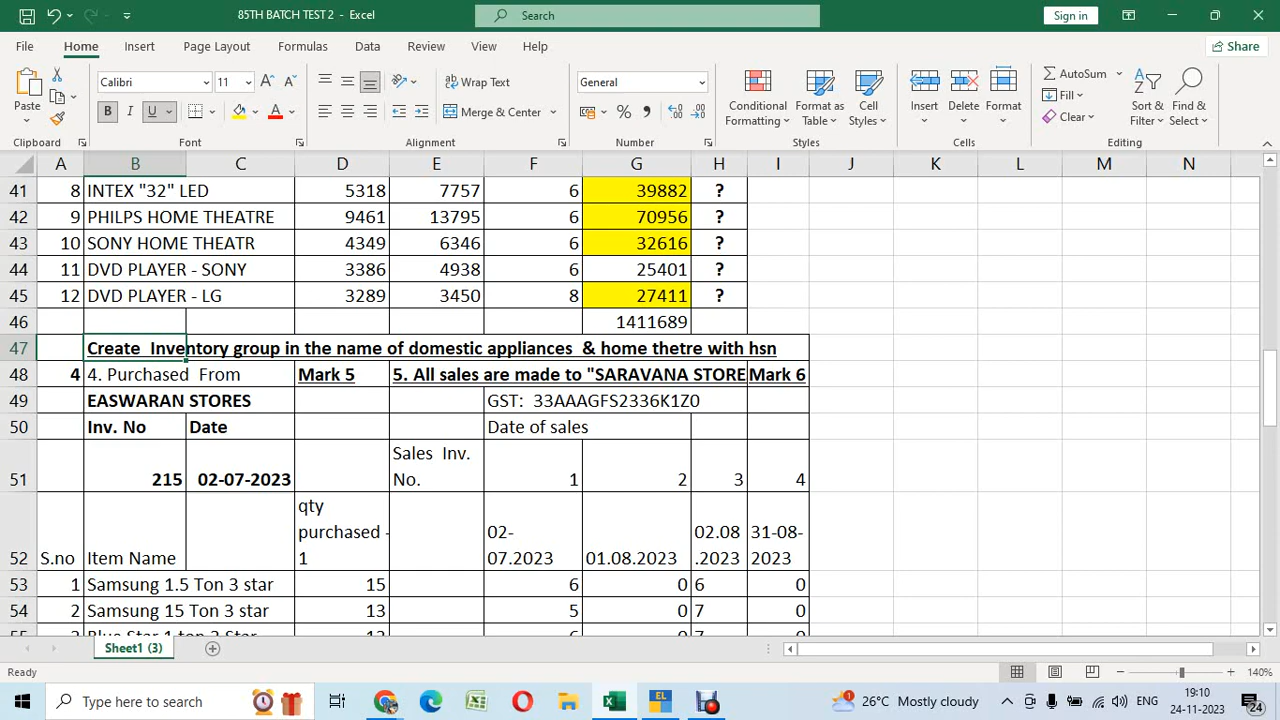 85TH BATCH TEST 2 - Excel
Search
Sign in
File Home Insert Page Layout Formulas Data Review View Help
Share
Paste
Calibri 11
B I U
Wrap Text
Merge & Center
General
Conditional Formatting
Format as Table
Cell Styles
Insert
Delete
Format
AutoSum
Fill
Clear
Sort & Filter
Find & Select
Clipboard Font Alignment Number Styles Cells Editing
A B C D E F G H I J K L M N
41 8 INTEX "32" LED 5318 7757 6 39882 ?
42 9 PHILPS HOME THEATRE 9461 13795 6 70956 ?
43 10 SONY HOME THEATR 4349 6346 6 32616 ?
44 11 DVD PLAYER - SONY 3386 4938 6 25401 ?
45 12 DVD PLAYER - LG 3289 3450 8 27411 ?
46 1411689
47 Create Inventory group in the name of domestic appliances & home thetre with hsn
48 4 4. Purchased From Mark 5 5. All sales are made to "SARAVANA STORE Mark 6
49 EASWARAN STORES GST: 33AAAGFS2336K1Z0
50 Inv. No Date Date of sales
51 215 02-07-2023 Sales Inv. No. 1 2 3 4
52 S.no Item Name qty purchased - 1 02-07.2023 01.08.2023 02.08.2023 31-08-2023
53 1 Samsung 1.5 Ton 3 star 15 6 0 6 0
54 2 Samsung 15 Ton 3 star 13 5 0 7 0
Sheet1 (3)
Ready
140%
Type here to search
26°C Mostly cloudy
ENG
19:10
24-11-2023
24